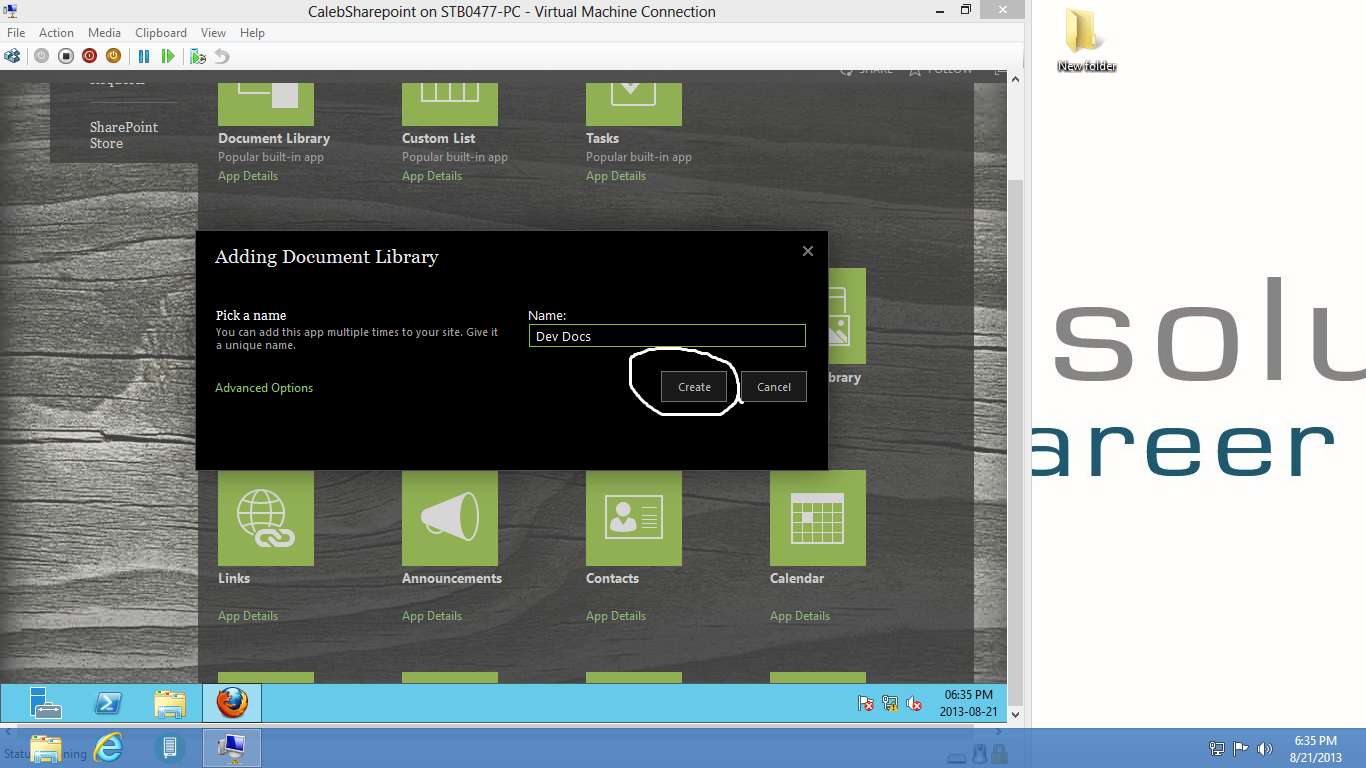 CalebSharepoint on STB0477-PC - Virtual Machine Connection
File Action Media Clipboard View Help
New folder
SHARE FOLLOW
SharePoint
Store
Document Library Custom List Tasks
Popular built-in app Popular built-in app Popular built-in app
App Details App Details App Details
Adding Document Library
Pick a name
You can add this app multiple times to your site. Give it
a unique name.
Name:
Dev Docs
Advanced Options
Create Cancel
brary
solu
areer
Links Announcements Contacts Calendar
App Details App Details App Details App Details
06:35 PM
2013-08-21
Status
ning
6:35 PM
8/21/2013